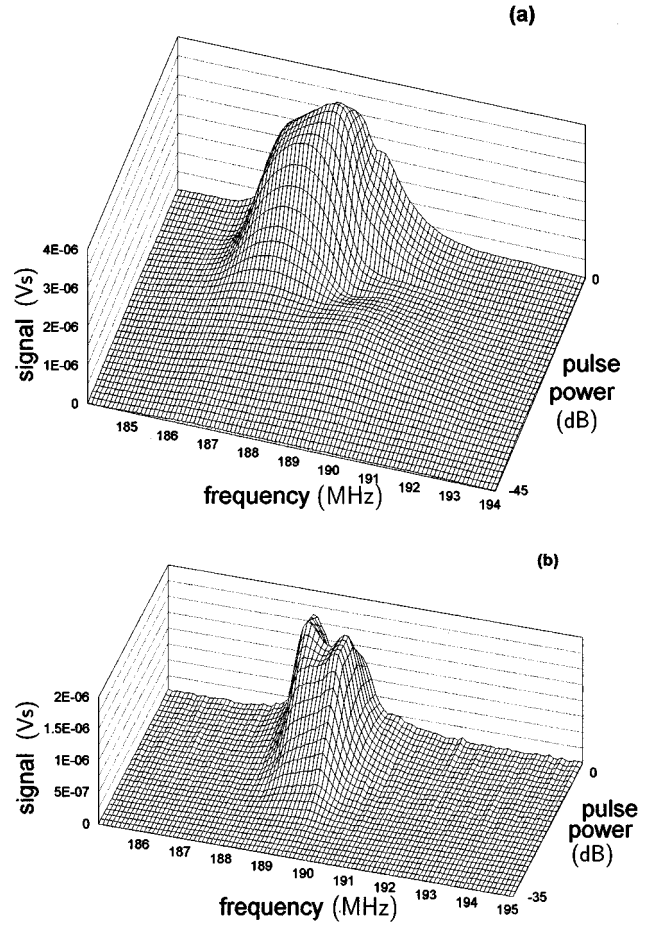 (a)
4E-06
3E-06
2E-06
1E-06
0
signal (Vs)
185
186
187
188
189
190
191
192
193
194
frequency (MHz)
0
-45
pulse
power
(dB)
(b)
2E-06
1.5E-06
1E-06
5E-07
0
signal (Vs)
186
187
188
189
190
191
192
193
194
195
frequency (MHz)
0
-35
pulse
power
(dB)